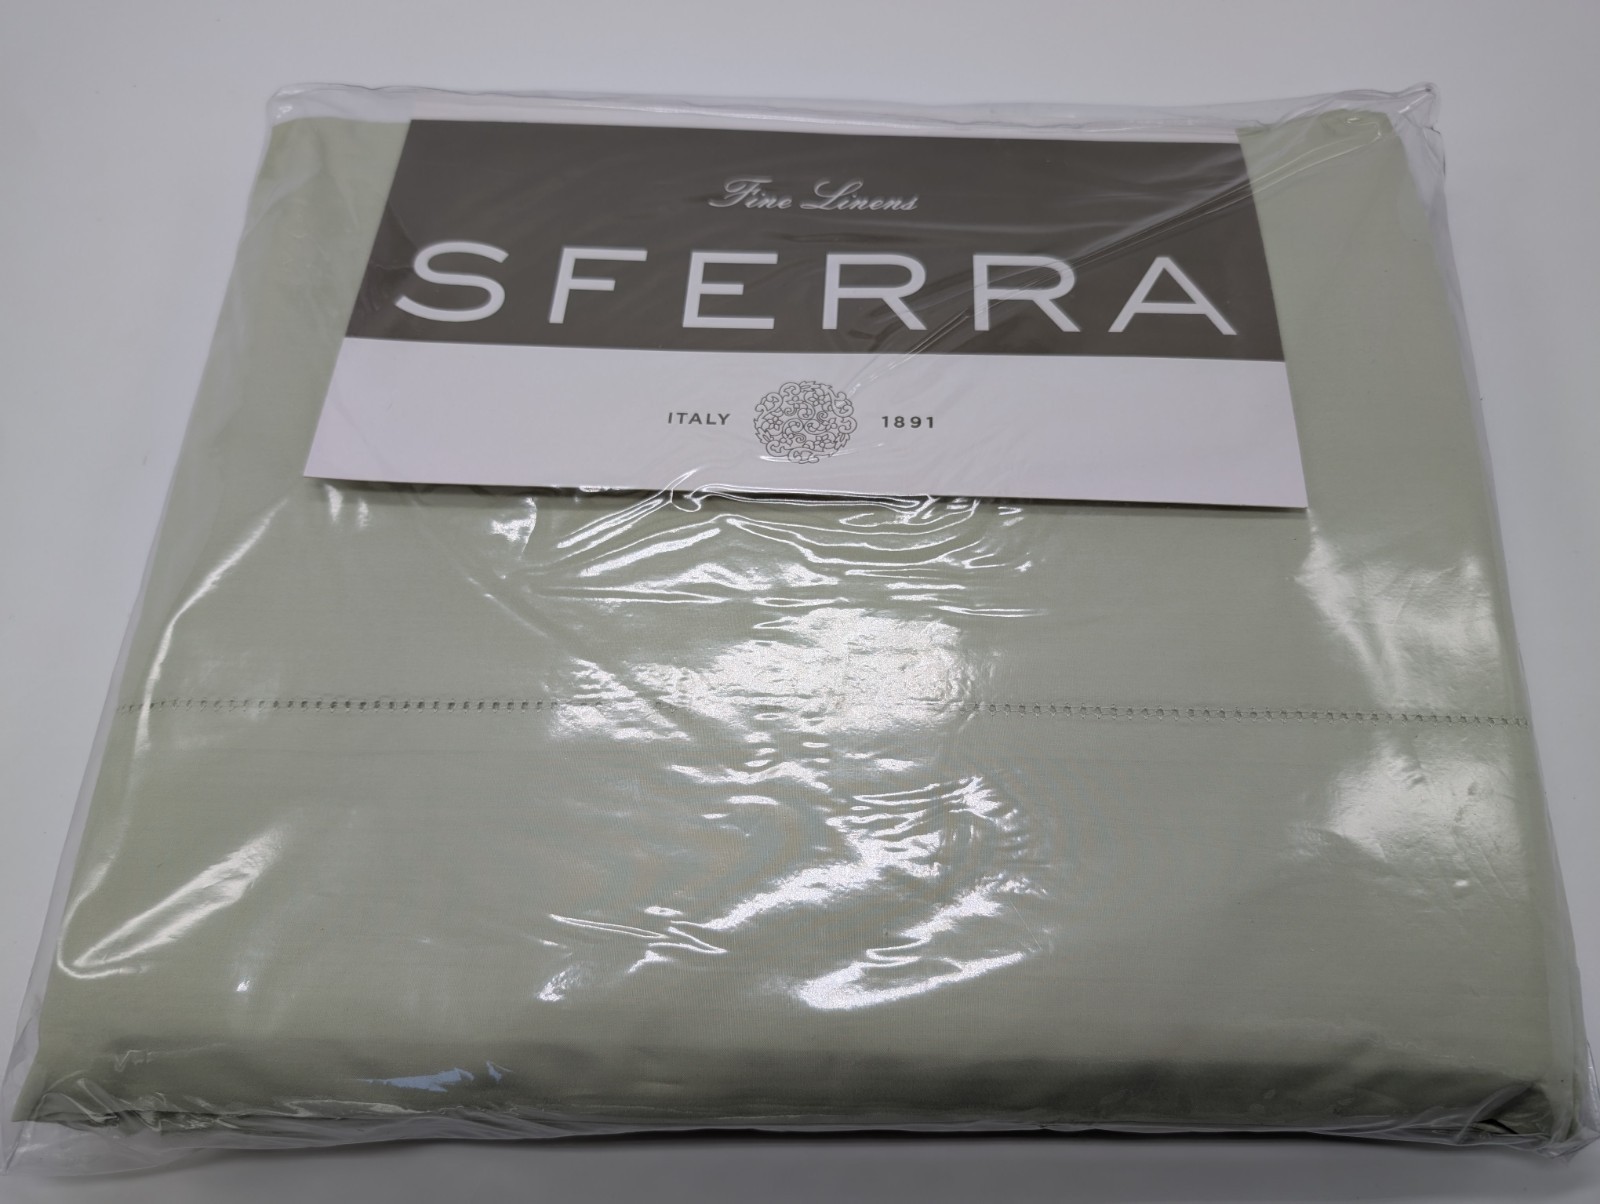 Fine Linens
SFERRA
ITALY 1891